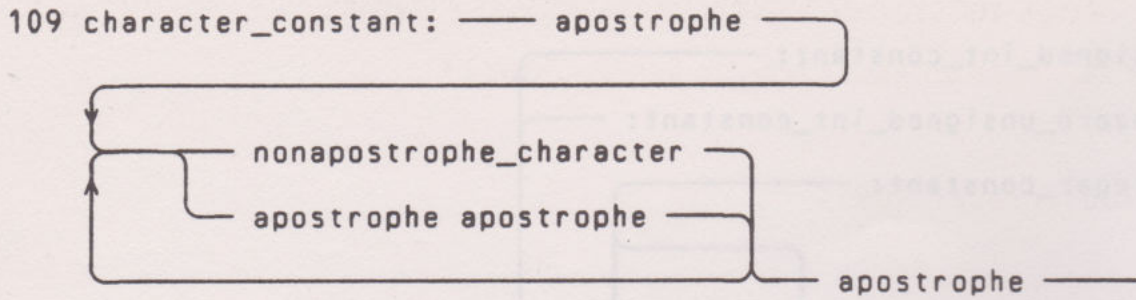 109 character_constant: apostrophe
nonapostrophe_character
apostrophe apostrophe
apostrophe